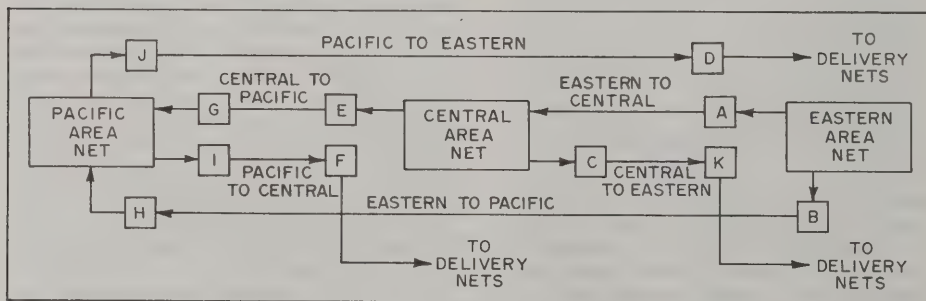 J
PACIFIC TO EASTERN
D
TO
DELIVERY
NETS
CENTRAL TO
PACIFIC
EASTERN TO
CENTRAL
G
E
A
PACIFIC
AREA
NET
CENTRAL
AREA
NET
EASTERN
AREA
NET
I
F
C
K
PACIFIC
TO CENTRAL
CENTRAL
TO EASTERN
H
EASTERN TO PACIFIC
B
TO
DELIVERY
NETS
TO
DELIVERY
NETS